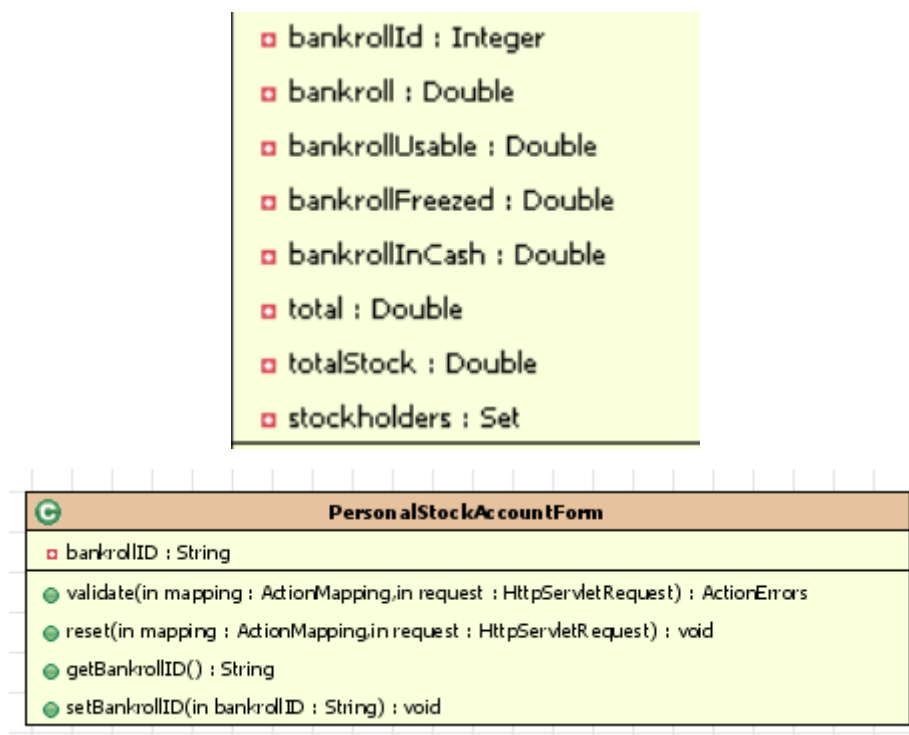 bankrollId : Integer
bankroll : Double
bankrollUsable : Double
bankrollFreezed : Double
bankrollInCash : Double
total : Double
totalStock : Double
stockholders : Set
C PersonalStockAccountForm
bankrollID : String
validate(in mapping : ActionMapping,in request : HttpServletRequest) : ActionErrors
reset(in mapping : ActionMapping,in request : HttpServletRequest) : void
getBankrollID() : String
setBankrollID(in bankrollID : String) : void